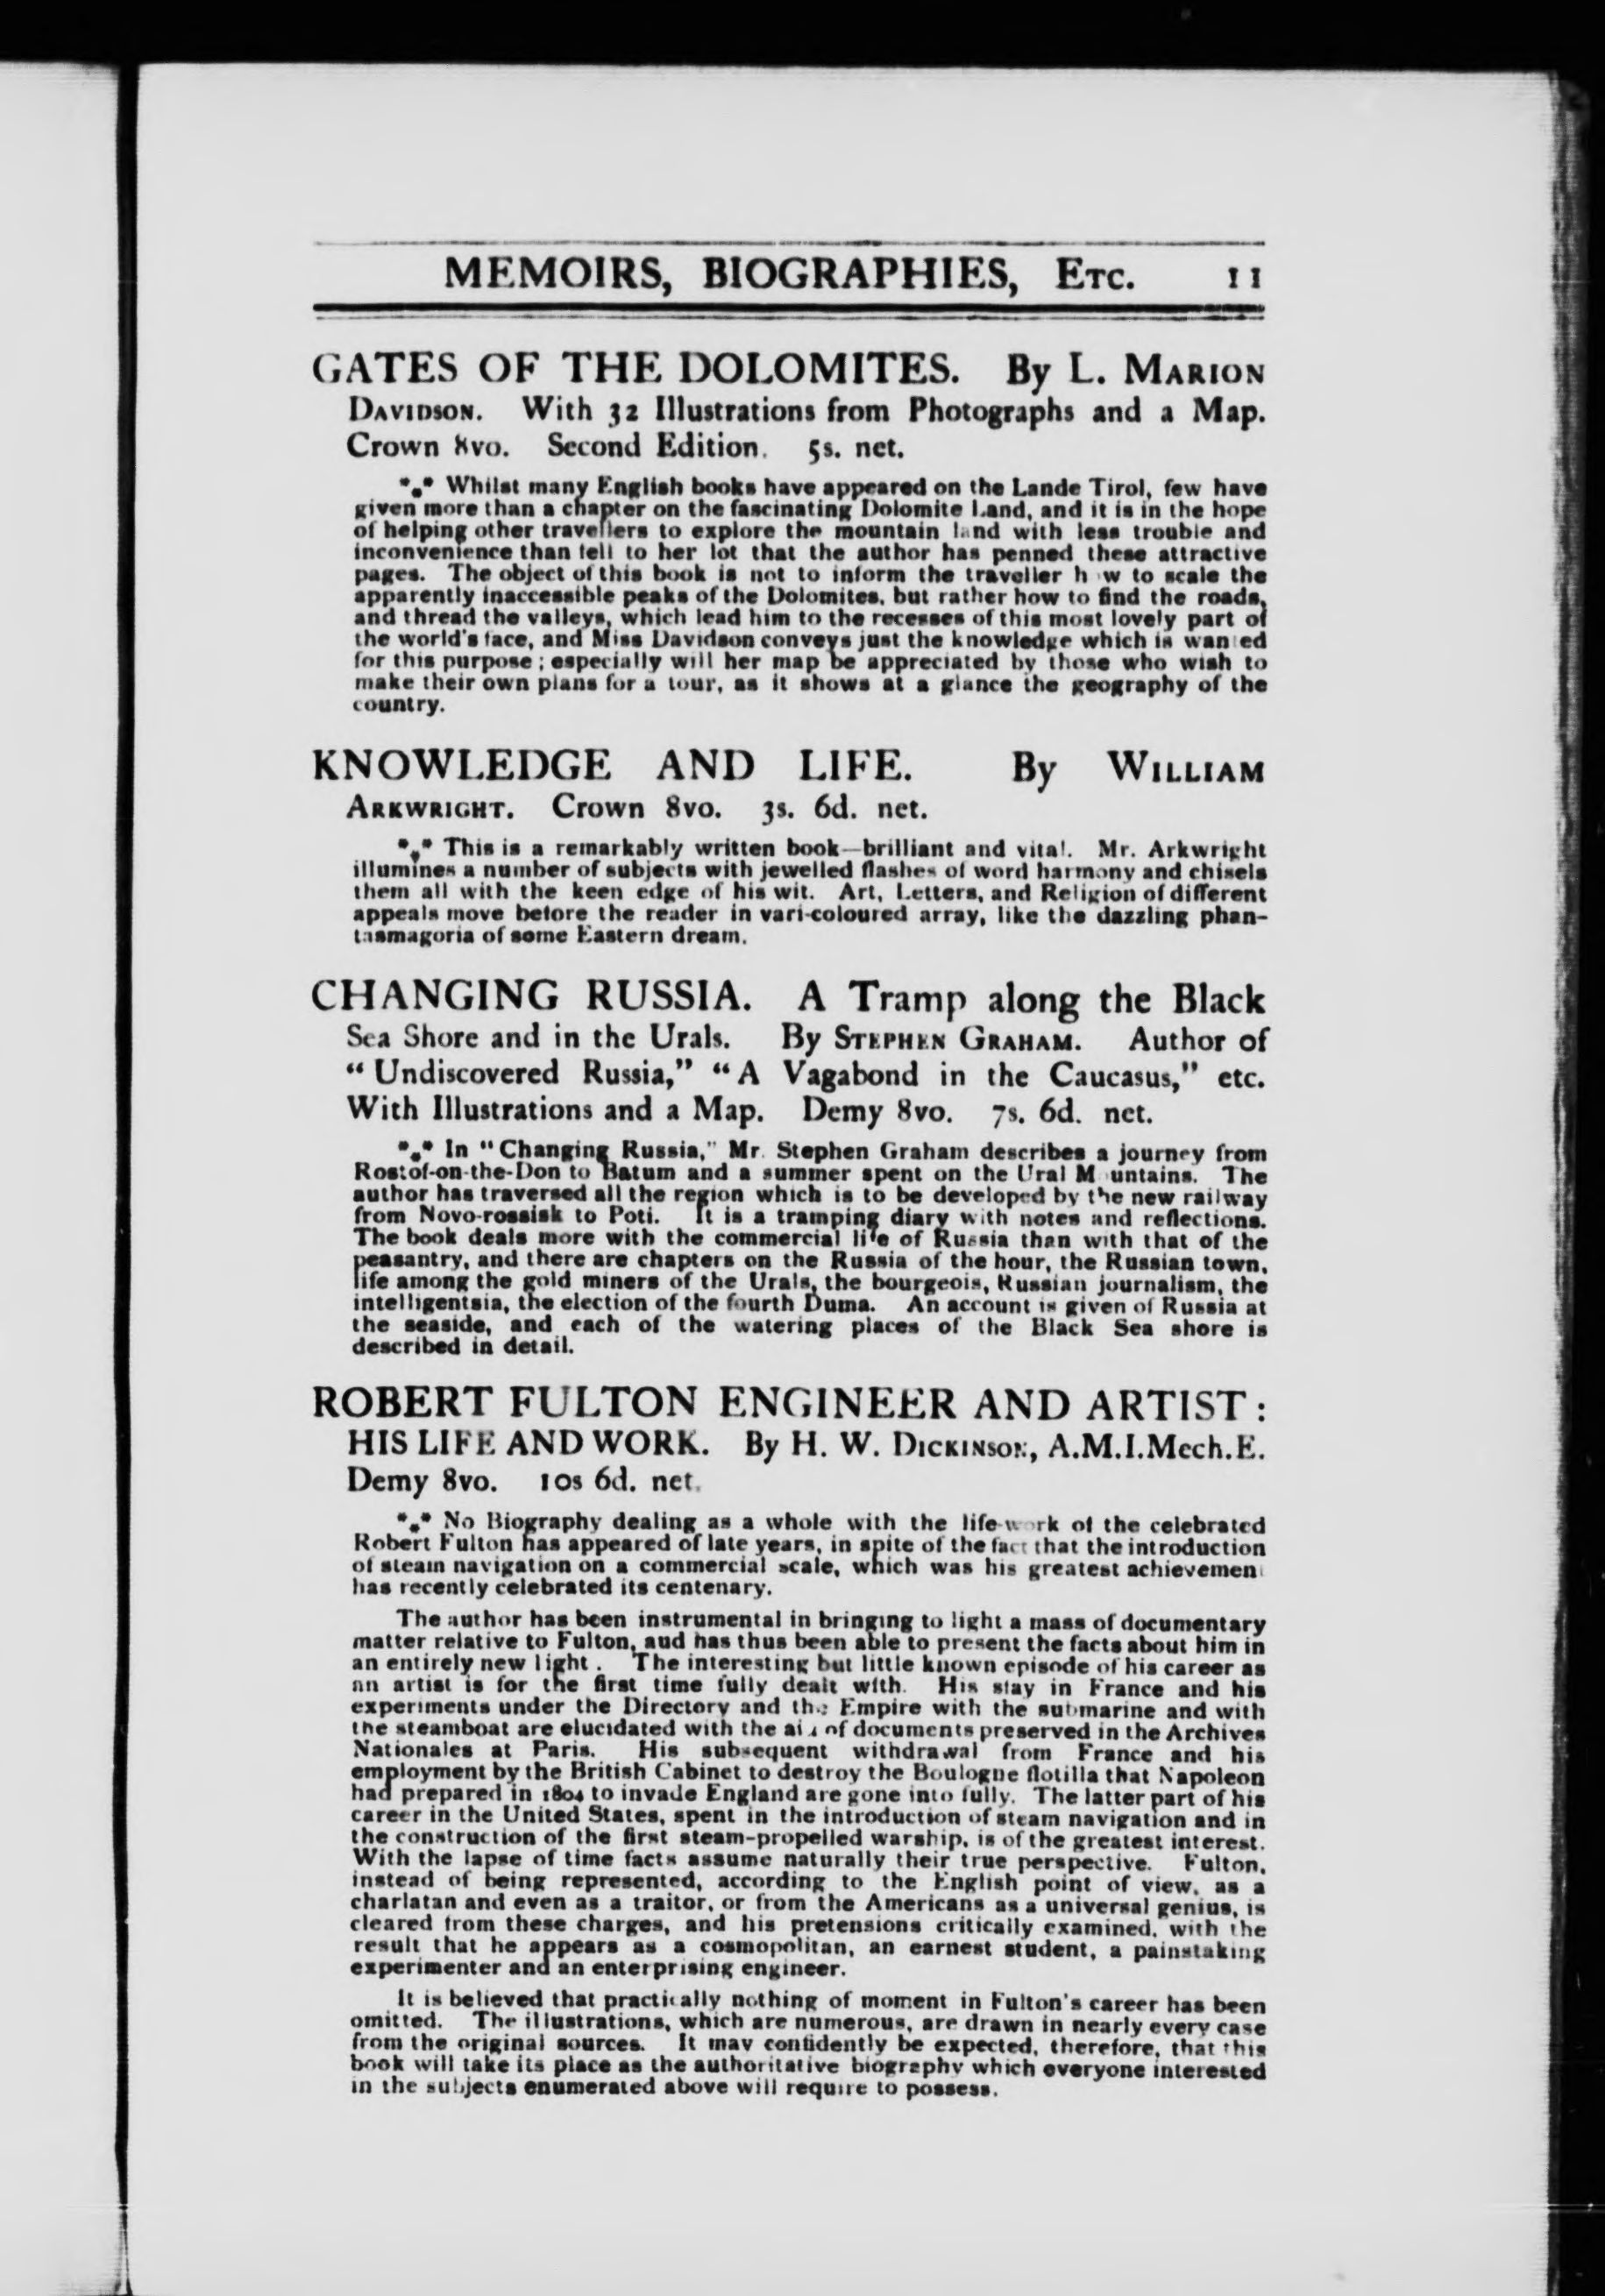 MEMOIRS, BIOGRAPHIES, ETC. 11
GATES OF THE DOLOMITES. By L. MARION
DAVIDSON. With 32 Illustrations from Photographs and a Map.
Crown 8vo. Second Edition. 5s. net.
*⁎* Whilst many English books have appeared on the Lande Tirol, few have
given more than a chapter on the fascinating Dolomite Land, and it is in the hope
of helping other travellers to explore the mountain land with less trouble and
inconvenience than fell to her lot that the author has penned these attractive
pages. The object of this book is not to inform the traveller how to scale the
apparently inaccessible peaks of the Dolomites, but rather how to find the roads,
and thread the valleys, which lead him to the recesses of this most lovely part of
the world's face, and Miss Davidson conveys just the knowledge which is wanted
for this purpose; especially will her map be appreciated by those who wish to
make their own plans for a tour, as it shows at a glance the geography of the
country.
KNOWLEDGE AND LIFE. By WILLIAM
ARKWRIGHT. Crown 8vo. 3s. 6d. net.
*⁎* This is a remarkably written book—brilliant and vital. Mr. Arkwright
illumines a number of subjects with jewelled flashes of word harmony and chisels
them all with the keen edge of his wit. Art, Letters, and Religion of different
appeals move before the reader in vari-coloured array, like the dazzling phan-
tasmagoria of some Eastern dream.
CHANGING RUSSIA. A Tramp along the Black
Sea Shore and in the Urals. By STEPHEN GRAHAM. Author of
"Undiscovered Russia," "A Vagabond in the Caucasus," etc.
With Illustrations and a Map. Demy 8vo. 7s. 6d. net.
*⁎* In "Changing Russia," Mr. Stephen Graham describes a journey from
Rostof-on-the-Don to Batum and a summer spent on the Ural Mountains. The
author has traversed all the region which is to be developed by the new railway
from Novo-rossisk to Poti. It is a tramping diary with notes and reflections.
The book deals more with the commercial life of Russia than with that of the
peasantry, and there are chapters on the Russia of the hour, the Russian town,
life among the gold miners of the Urals, the bourgeois, Russian journalism, the
intelligentsia, the election of the fourth Duma. An account is given of Russia at
the seaside, and each of the watering places of the Black Sea shore is
described in detail.
ROBERT FULTON ENGINEER AND ARTIST:
HIS LIFE AND WORK. By H. W. DICKINSON, A.M.I.Mech.E.
Demy 8vo. 10s 6d. net.
*⁎* No Biography dealing as a whole with the life-work of the celebrated
Robert Fulton has appeared of late years, in spite of the fact that the introduction
of steam navigation on a commercial scale, which was his greatest achievement
has recently celebrated its centenary.
The author has been instrumental in bringing to light a mass of documentary
matter relative to Fulton, aud has thus been able to present the facts about him in
an entirely new light. The interesting but little known episode of his career as
an artist is for the first time fully dealt with. His stay in France and his
experiments under the Directory and the Empire with the submarine and with
the steamboat are elucidated with the aid of documents preserved in the Archives
Nationales at Paris. His subsequent withdrawal from France and his
employment by the British Cabinet to destroy the Boulogne flotilla that Napoleon
had prepared in 1804 to invade England are gone into fully. The latter part of his
career in the United States, spent in the introduction of steam navigation and in
the construction of the first steam-propelled warship, is of the greatest interest.
With the lapse of time facts assume naturally their true perspective. Fulton,
instead of being represented, according to the English point of view, as a
charlatan and even as a traitor, or from the Americans as a universal genius, is
cleared from these charges, and his pretensions critically examined, with the
result that he appears as a cosmopolitan, an earnest student, a painstaking
experimenter and an enterprising engineer.
It is believed that practically nothing of moment in Fulton's career has been
omitted. The illustrations, which are numerous, are drawn in nearly every case
from the original sources. It may confidently be expected, therefore, that this
book will take its place as the authoritative biography which everyone interested
in the subjects enumerated above will require to possess.